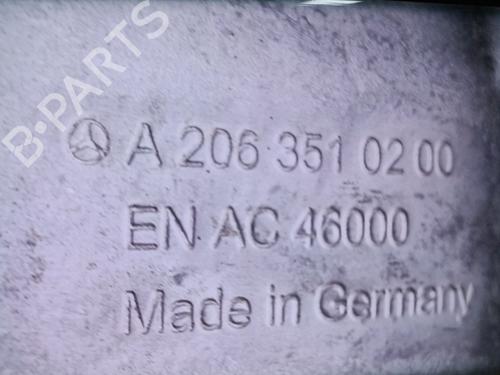 B-PARTS
A 206 351 02 00
EN AC 46000
Made in Germany